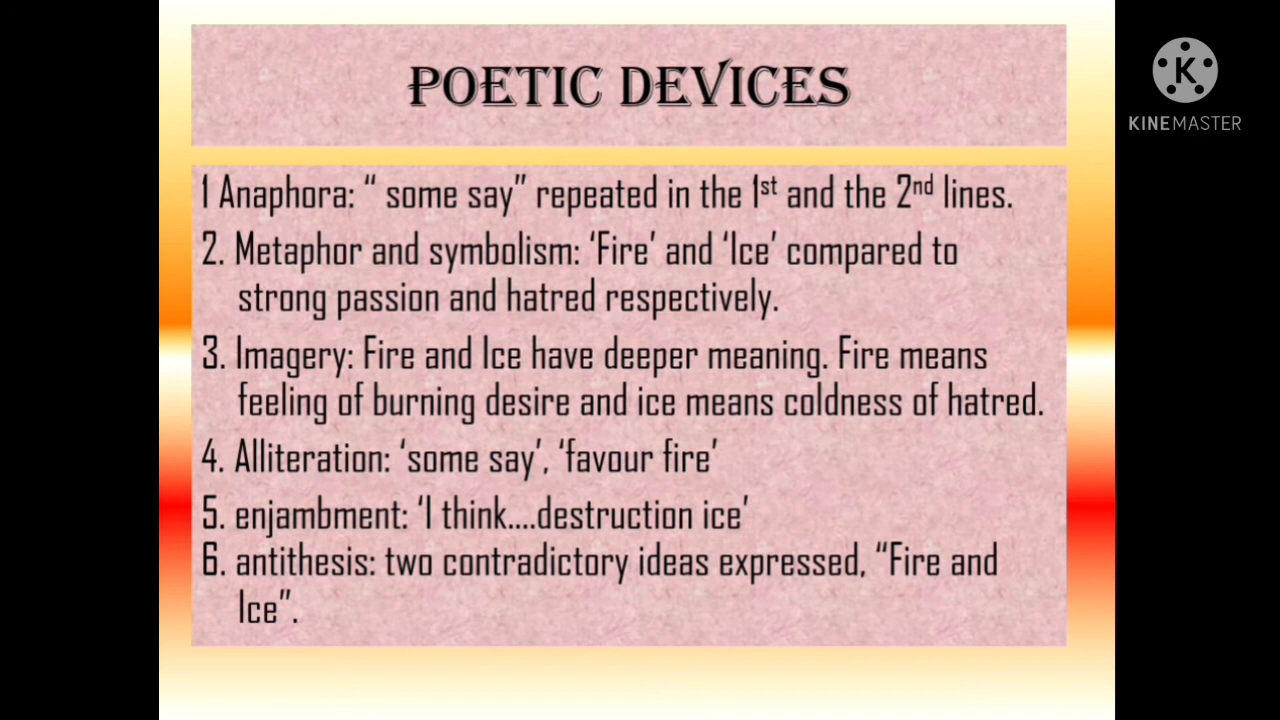 POETIC DEVICES
K
KINEMASTER
1 Anaphora: “ some say” repeated in the 1st and the 2nd lines.
2. Metaphor and symbolism: ‘Fire’ and ‘Ice’ compared to
strong passion and hatred respectively.
3. Imagery: Fire and Ice have deeper meaning. Fire means
feeling of burning desire and ice means coldness of hatred.
4. Alliteration: ‘some say’, ‘favour fire’
5. enjambment: ‘I think....destruction ice’
6. antithesis: two contradictory ideas expressed, “Fire and
Ice”.